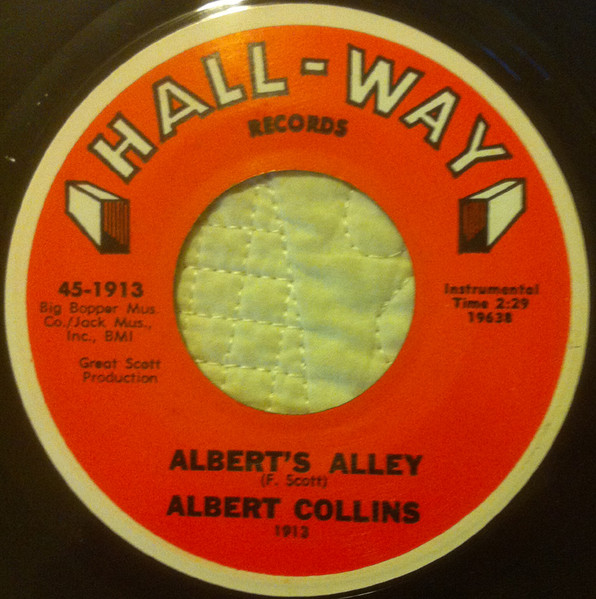 HALL-WAY
RECORDS
45-1913
Big Bopper Mus.
Co./Jack Mus.,
Inc., BMI
Great Scott
Production
Instrumental
Time 2:29
19638
ALBERT'S ALLEY
(F. Scott)
ALBERT COLLINS
1913